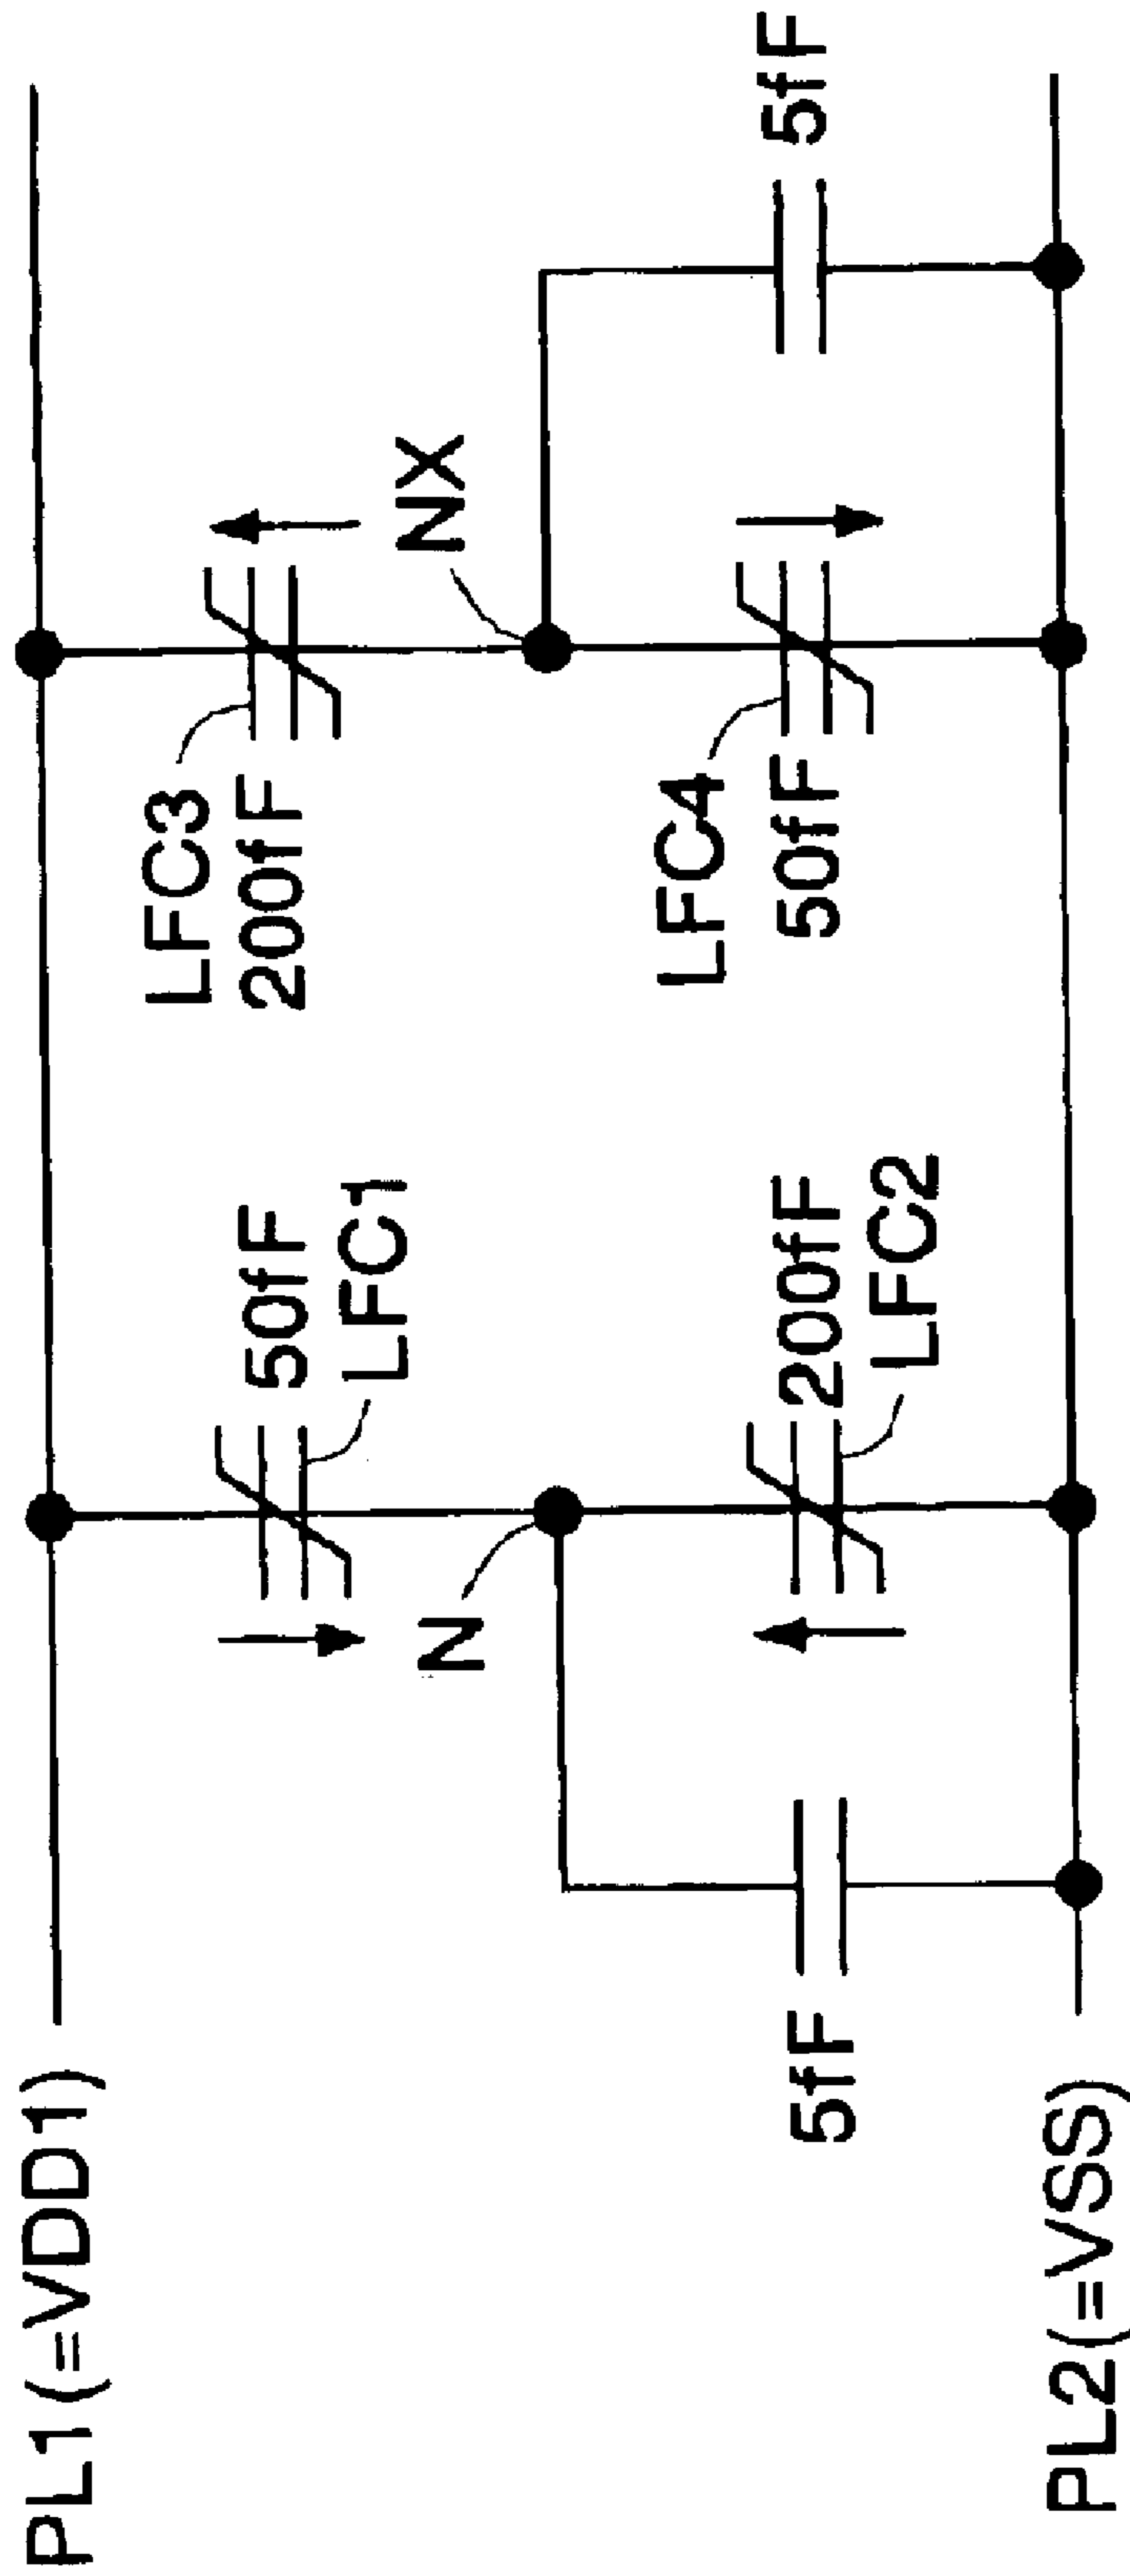 PL1(=VDD1)
50fF
LFC1
LFC3
200fF
N
NX
5fF
200fF
LFC2
LFC4
50fF
5fF
PL2(=VSS)